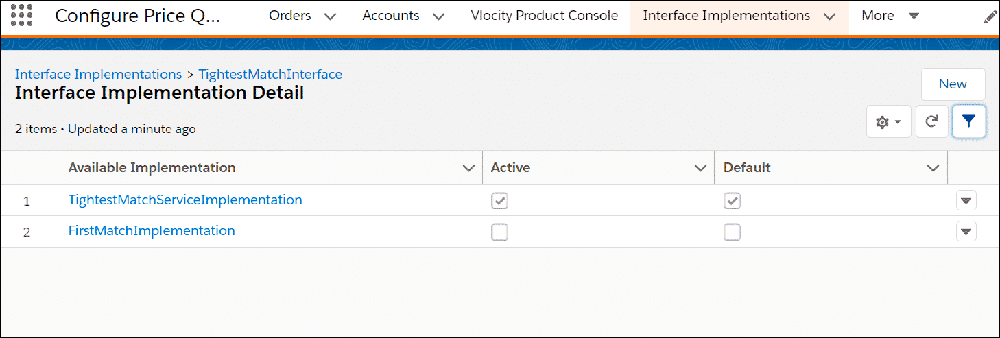 Configure Price Q... Orders Accounts Vlocity Product Console Interface Implementations More
Interface Implementations > TightestMatchInterface
Interface Implementation Detail
New
2 items • Updated a minute ago
Available Implementation Active Default
1 TightestMatchServiceImplementation
2 FirstMatchImplementation